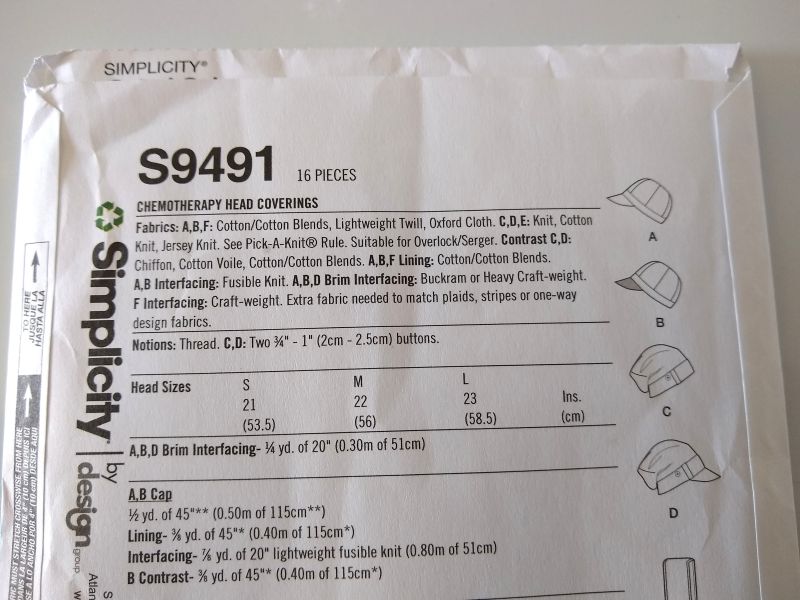 SIMPLICITY®
S9491 16 PIECES
CHEMOTHERAPY HEAD COVERINGS
Fabrics: A,B,F: Cotton/Cotton Blends, Lightweight Twill, Oxford Cloth. C,D,E: Knit, Cotton
Knit, Jersey Knit. See Pick-A-Knit® Rule. Suitable for Overlock/Serger. Contrast C,D:
Chiffon, Cotton Voile, Cotton/Cotton Blends. A,B,F Lining: Cotton/Cotton Blends.
A,B Interfacing: Fusible Knit. A,B,D Brim Interfacing: Buckram or Heavy Craft-weight.
F Interfacing: Craft-weight. Extra fabric needed to match plaids, stripes or one-way
design fabrics.
Notions: Thread. C,D: Two ¾" - 1" (2cm - 2.5cm) buttons.
Head Sizes S M L
21 22 23 Ins.
(53.5) (56) (58.5) (cm)
A,B,D Brim Interfacing- ¼ yd. of 20" (0.30m of 51cm)
A,B Cap
½ yd. of 45"** (0.50m of 115cm**)
Lining- ⅜ yd. of 45"* (0.40m of 115cm*)
Interfacing- ⅞ yd. of 20" lightweight fusible knit (0.80m of 51cm)
B Contrast- ⅜ yd. of 45"* (0.40m of 115cm*)
A
B
C
D
Simplicity
by design
group
Atlan
TO HERE
JUSQUE LA
HASTA ALLA
RIC MUST STRETCH CROSSWISE FROM HERE